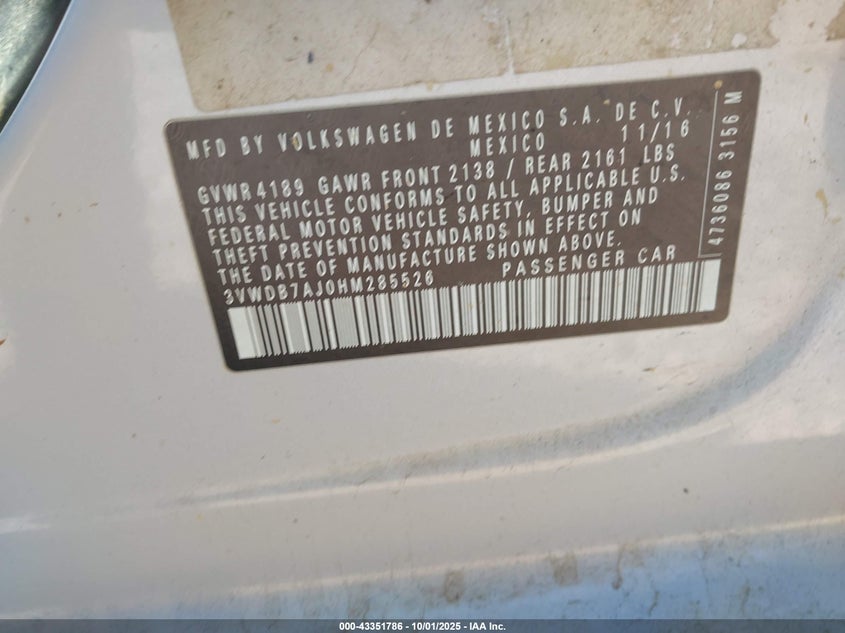 MFD BY VOLKSWAGEN DE MEXICO S.A. DE C.V.
MEXICO 11/16
GVWR 4189 GAWR FRONT 2138 / REAR 2161 LBS
THIS VEHICLE CONFORMS TO ALL APPLICABLE U.S.
FEDERAL MOTOR VEHICLE SAFETY, BUMPER AND
THEFT PREVENTION STANDARDS IN EFFECT ON
THE DATE OF MANUFACTURE SHOWN ABOVE.
3VWDB7AJ0HM285526 PASSENGER CAR
4736086 3156 M
000-43351786 - 10/01/2025 - IAA Inc.